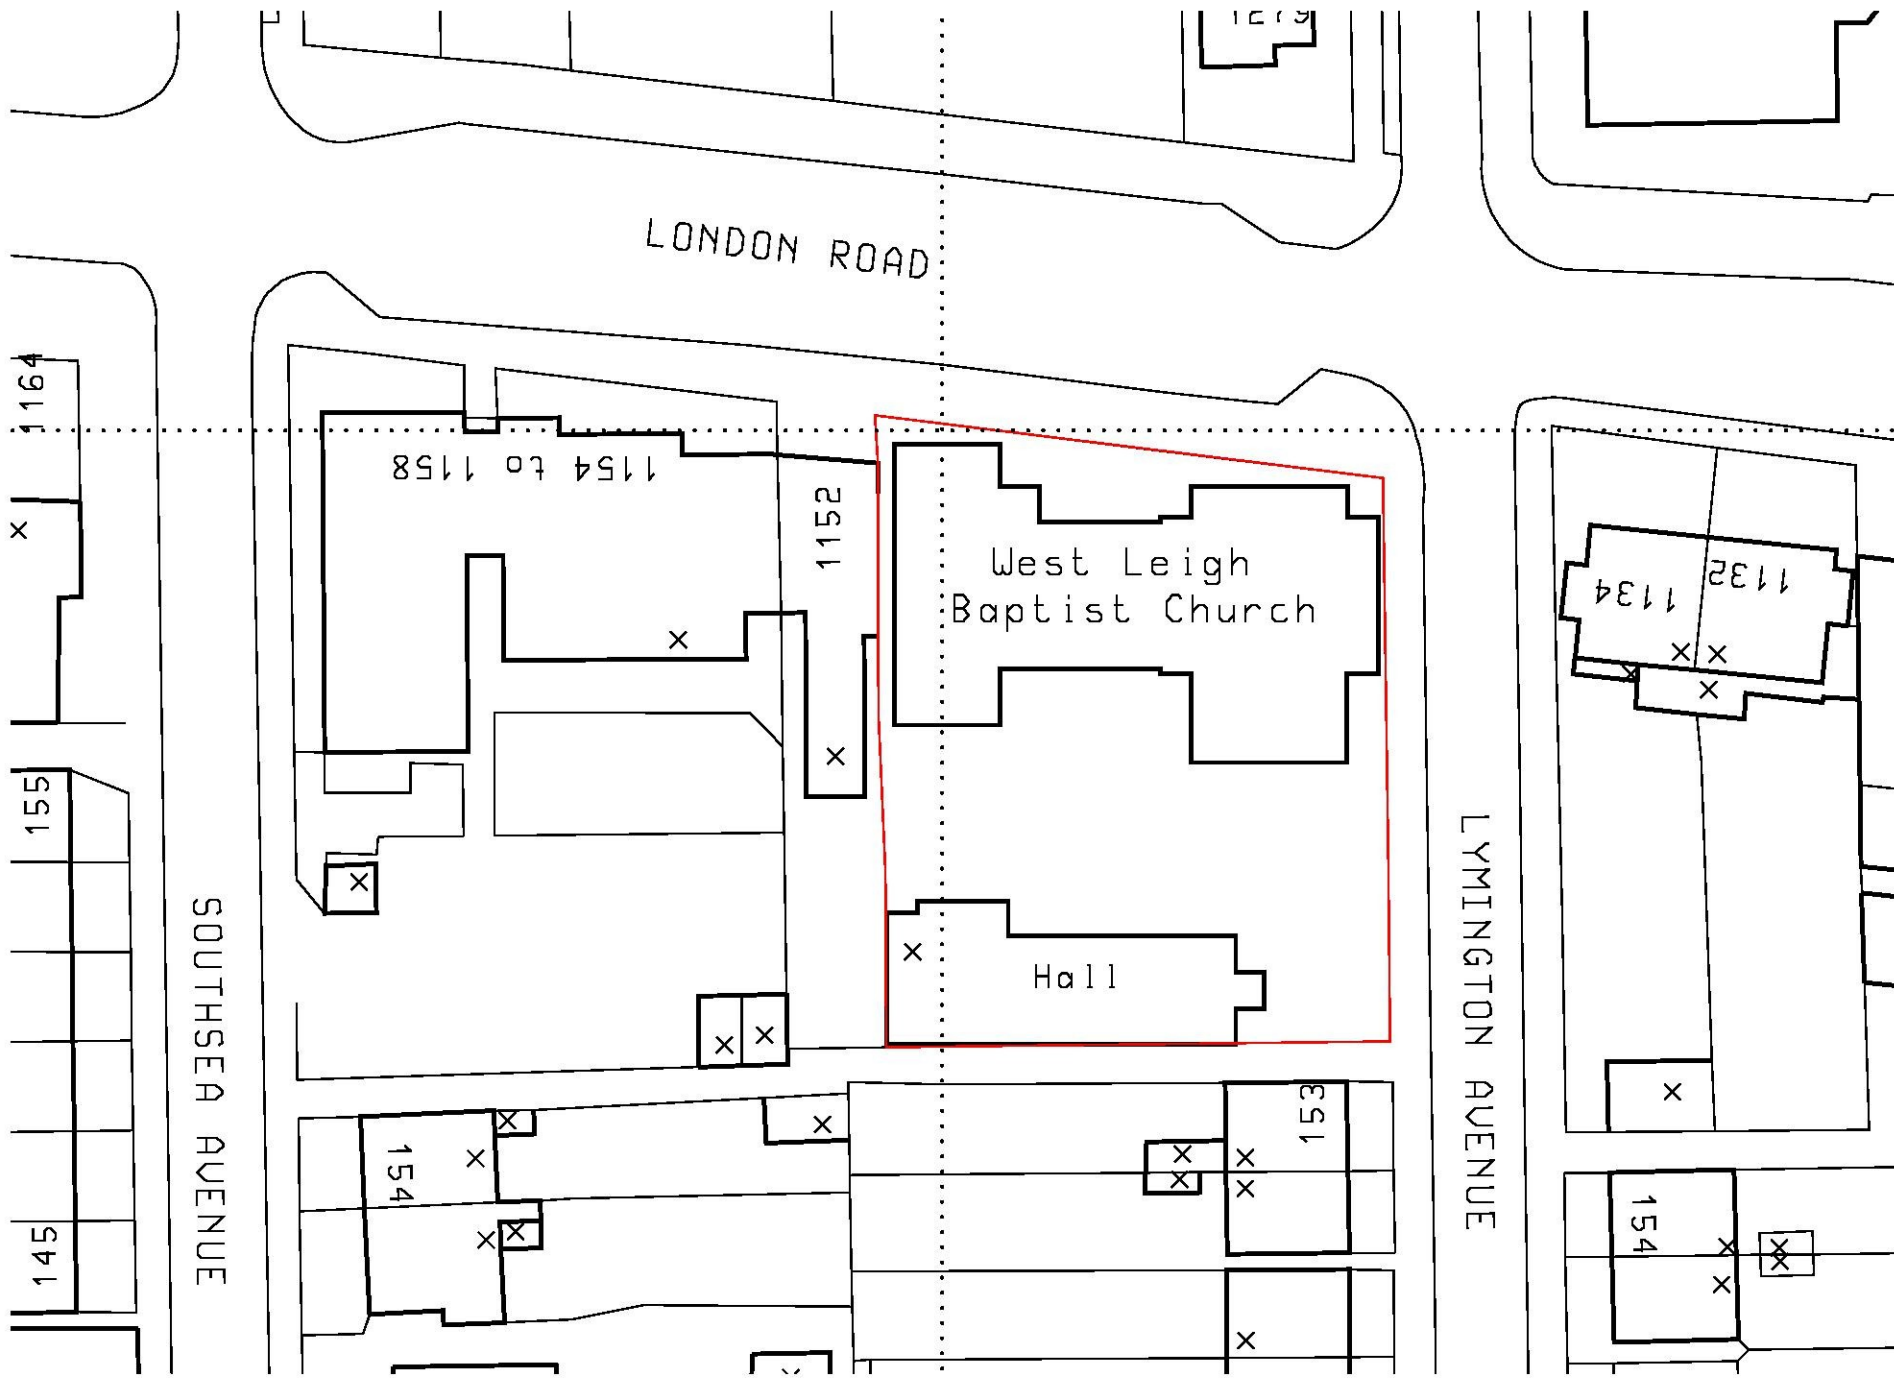 1279
LONDON ROAD
1164
1154 to 1158
1152
West Leigh
Baptist Church
1134
1132
155
SOUTHSEA AVENUE
LYMINGTON AVENUE
Hall
153
154
145
154